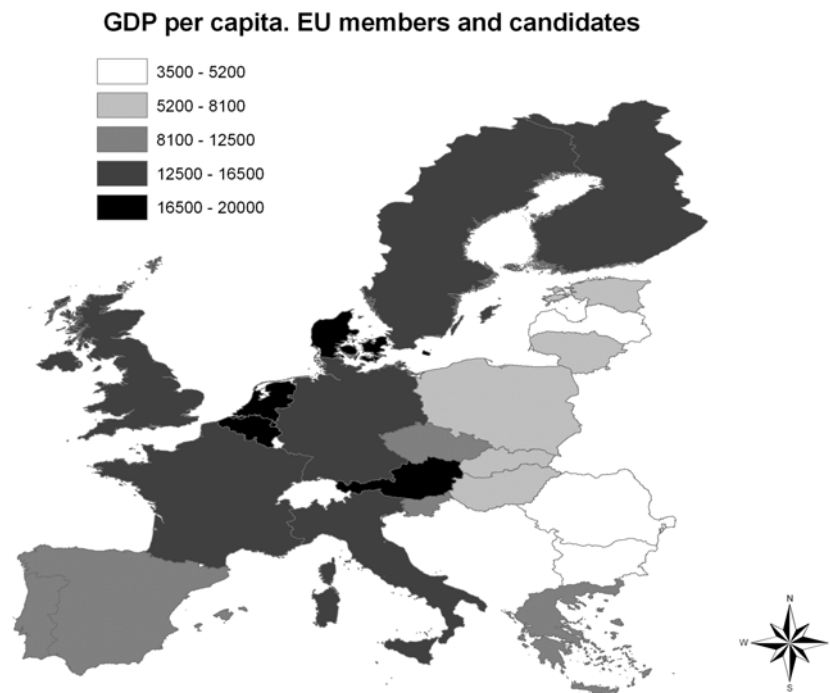 GDP per capita. EU members and candidates
3500 - 5200
5200 - 8100
8100 - 12500
12500 - 16500
16500 - 20000
N
W
E
S